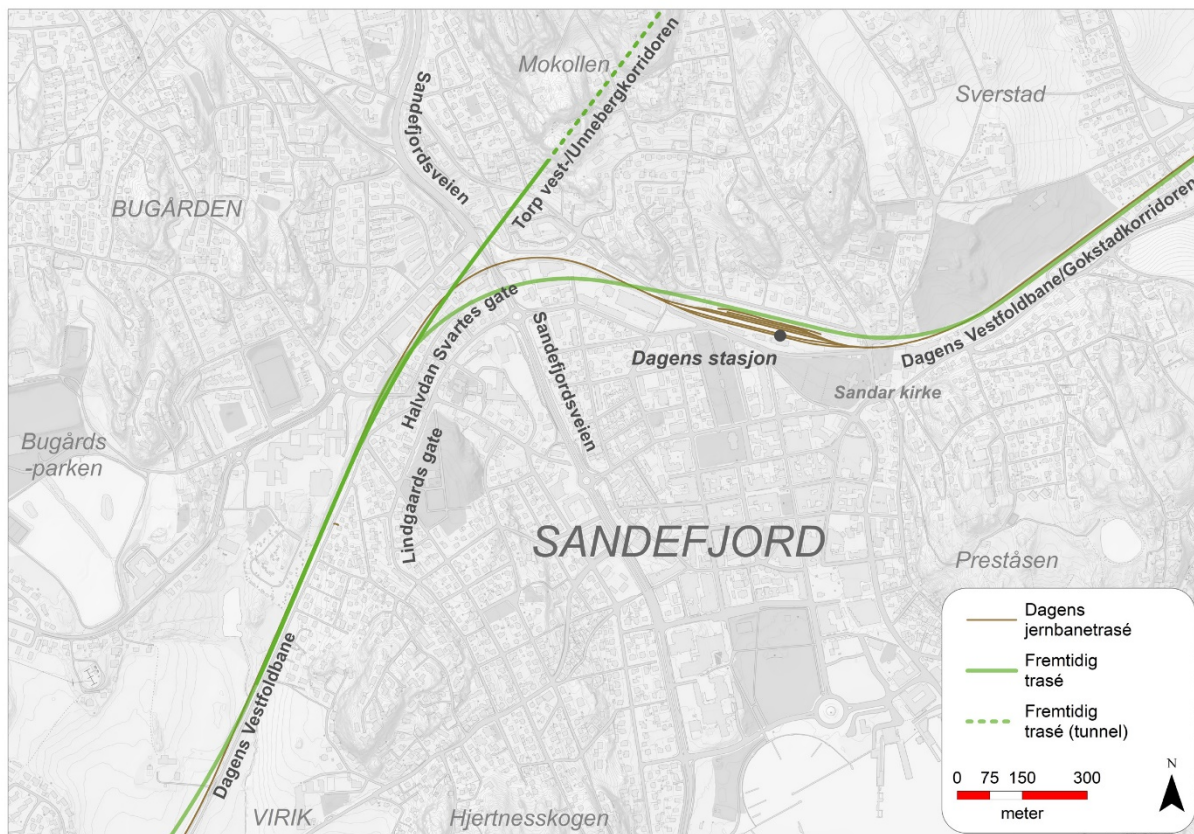 Mokollen
Sverstad
Sandefjordsveien
Torp vest-/Unnebergkorridoren
BUGÅRDEN
Dagens Vestfoldbane/Gokstadkorridoren
Halvdan Svartes gate
Sandefjordsveien
Dagens stasjon
Sandar kirke
Bugårds
-parken
Lindgaards gate
SANDEFJORD
Preståsen
Dagens Vestfoldbane
VIRIK
Hjertnesskogen
Dagens
jernbanetrasé
Fremtidig
trasé
Fremtidig
trasé (tunnel)
0 75 150 300
meter
N